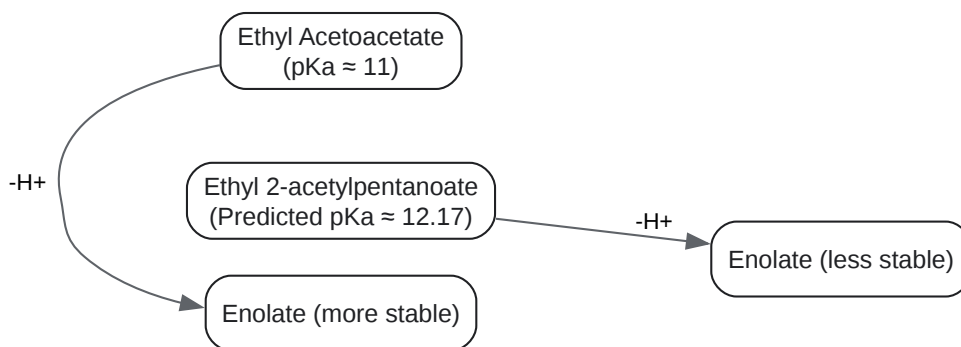 Ethyl Acetoacetate
(pKa ≈ 11)
-H+
Ethyl 2-acetylpentanoate
(Predicted pKa ≈ 12.17)
-H+
Enolate (less stable)
Enolate (more stable)